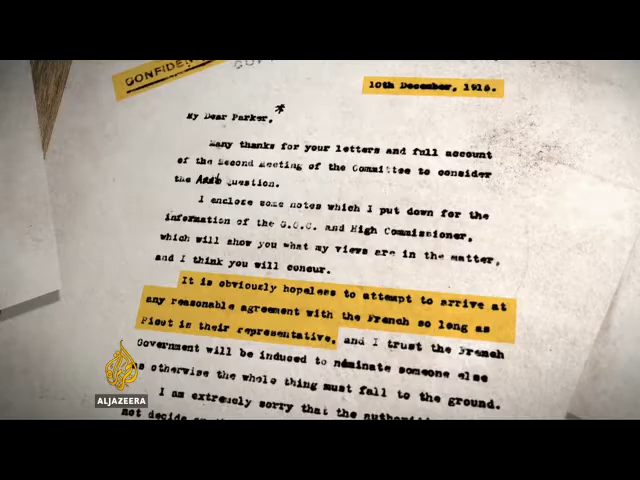 CONFIDEN
10th December, 1915.
My Dear Parker,*
Many thanks for your letters and full account
of the Second Meeting of the Committee to consider
the Arab Question.
I enclose some notes which I put down for the
information of the G.O.C. and High Commissioner,
which will show you what my views are in the matter,
and I think you will concur.
It is obviously hopeless to attempt to arrive at
any reasonable agreement with the French so long as
Picot is their representative, and I trust the French
Government will be induced to nominate someone else
as otherwise the whole thing must fall to the ground.
I am extremely sorry that the
not decide
ALJAZEERA